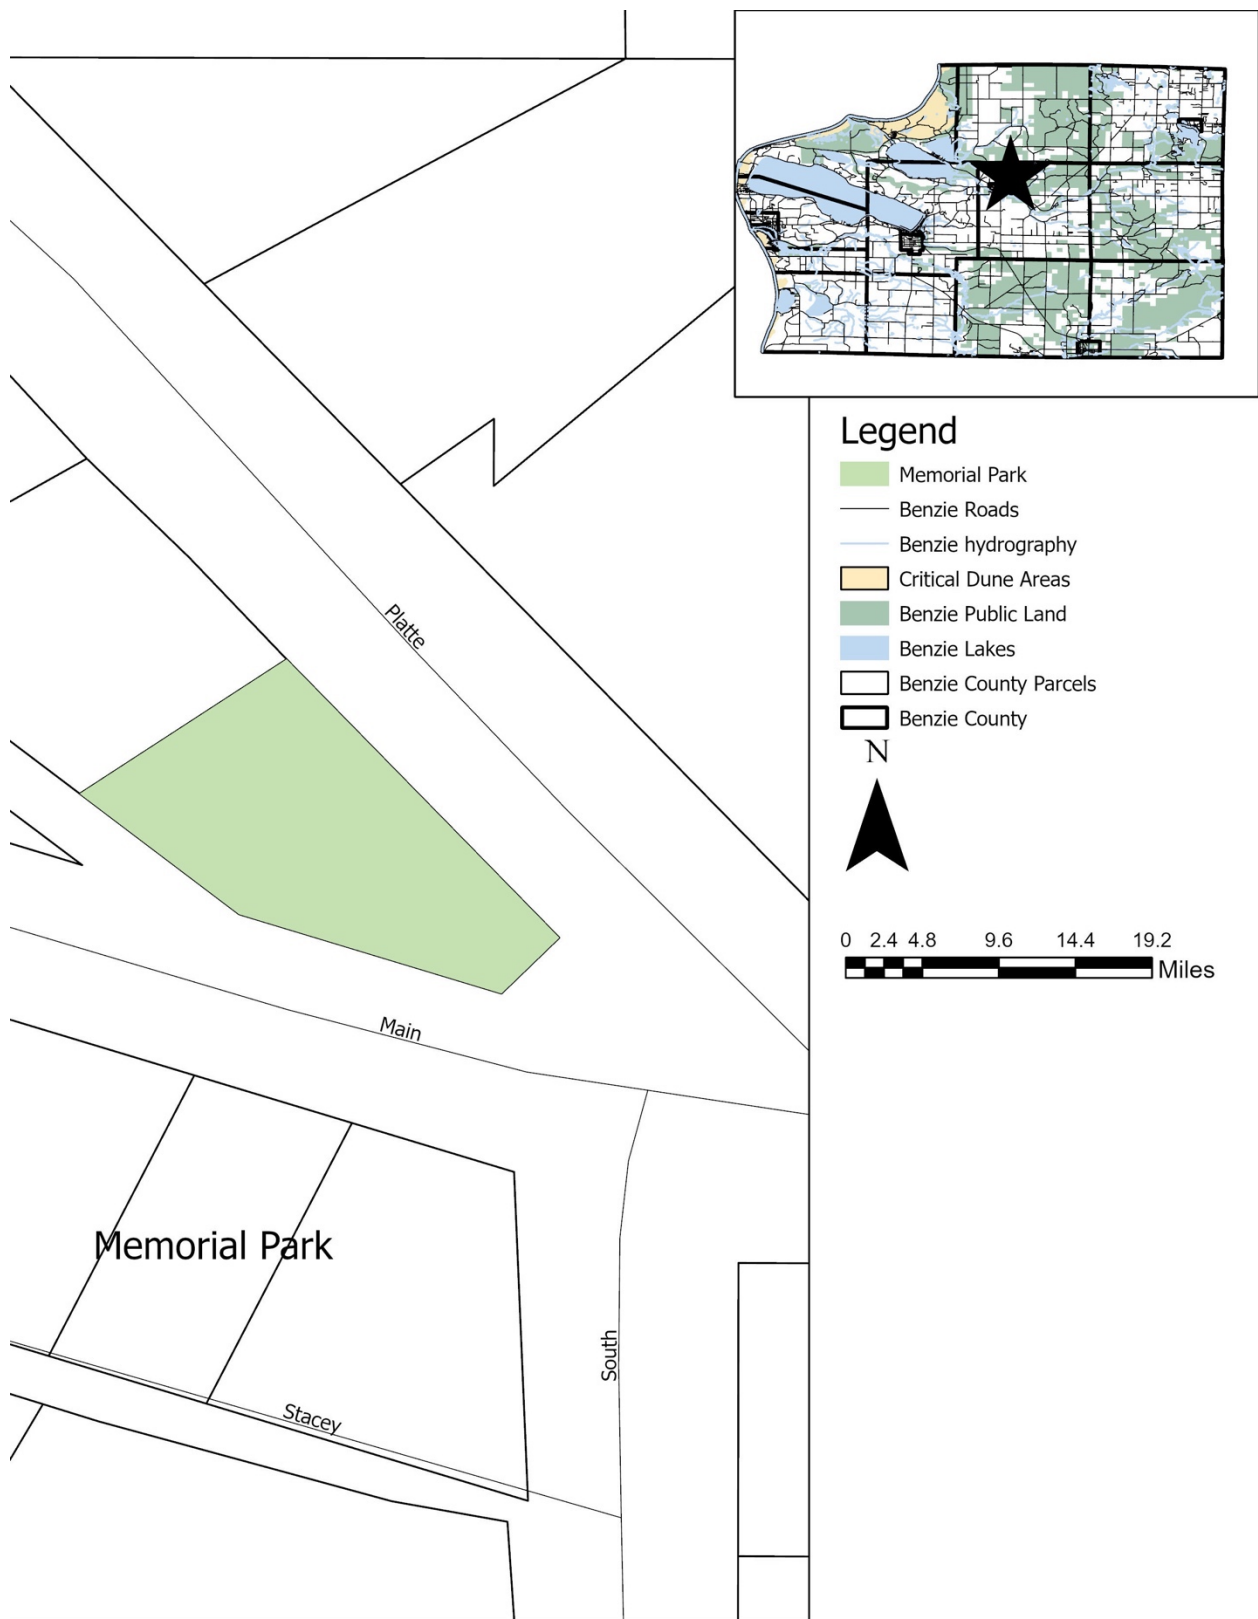 Legend
Memorial Park
Benzie Roads
Benzie hydrography
Critical Dune Areas
Benzie Public Land
Benzie Lakes
Benzie County Parcels
Benzie County
N
0 2.4 4.8 9.6 14.4 19.2
Miles
Platte
Main
Memorial Park
South
Stacey